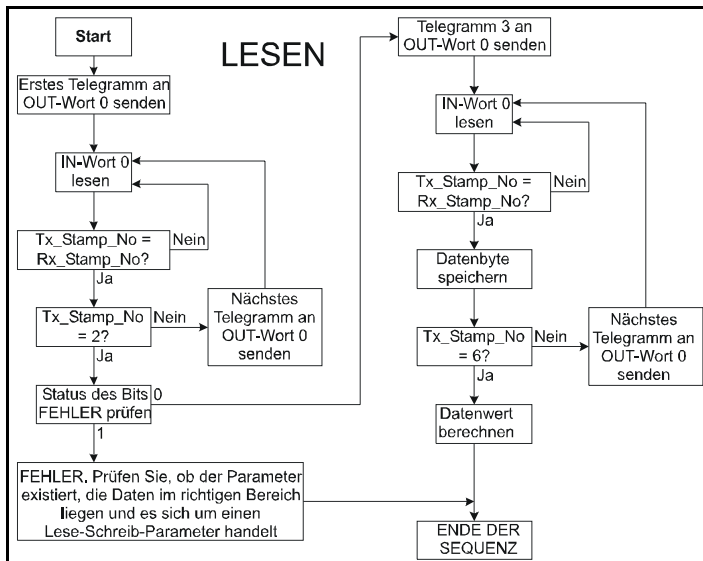 Start
LESEN
Erstes Telegramm an
OUT-Wort 0 senden
IN-Wort 0
lesen
Tx_Stamp_No =
Rx_Stamp_No?
Nein
Ja
Tx_Stamp_No
= 2?
Nein
Nächstes
Telegramm an
OUT-Wort 0
senden
Ja
Status des Bits
FEHLER prüfen
0
1
FEHLER. Prüfen Sie, ob der Parameter
existiert, die Daten im richtigen Bereich
liegen und es sich um einen
Lese-Schreib-Parameter handelt
Telegramm 3 an
OUT-Wort 0 senden
IN-Wort 0
lesen
Tx_Stamp_No =
Rx_Stamp_No?
Nein
Ja
Datenbyte
speichern
Tx_Stamp_No
= 6?
Nein
Nächstes
Telegramm an
OUT-Wort 0
senden
Ja
Datenwert
berechnen
ENDE DER
SEQUENZ